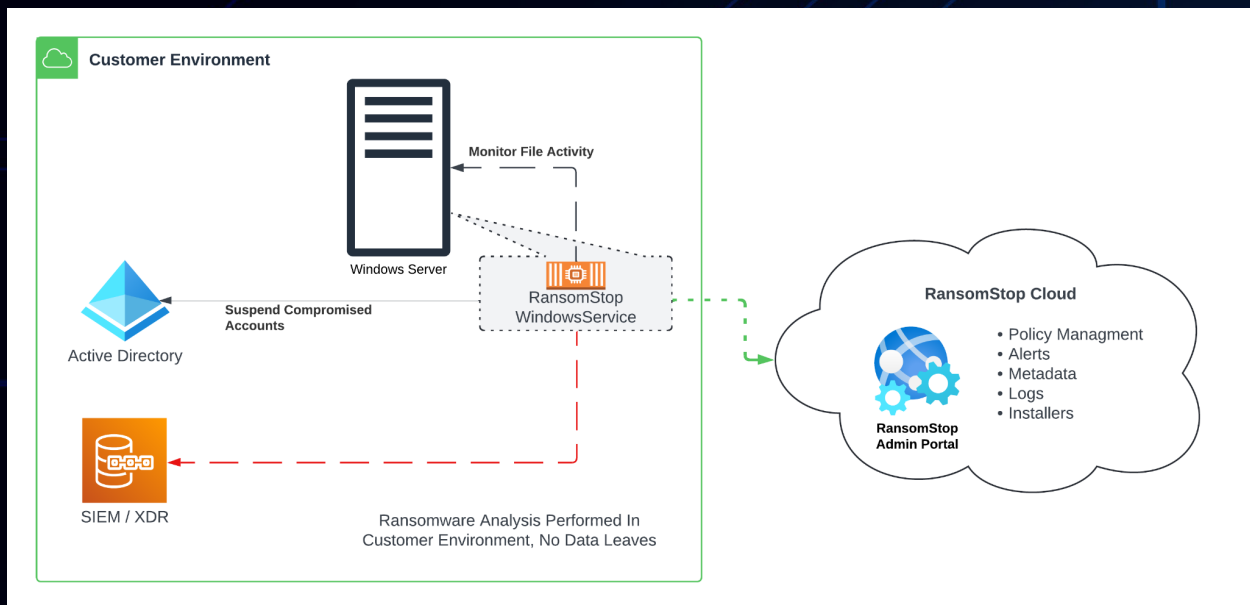 Customer Environment
Monitor File Activity
Windows Server
RansomStop
WindowsService
Suspend Compromised
Accounts
Active Directory
SIEM / XDR
Ransomware Analysis Performed In
Customer Environment, No Data Leaves
RansomStop Cloud
• Policy Managment
• Alerts
• Metadata
• Logs
• Installers
RansomStop
Admin Portal